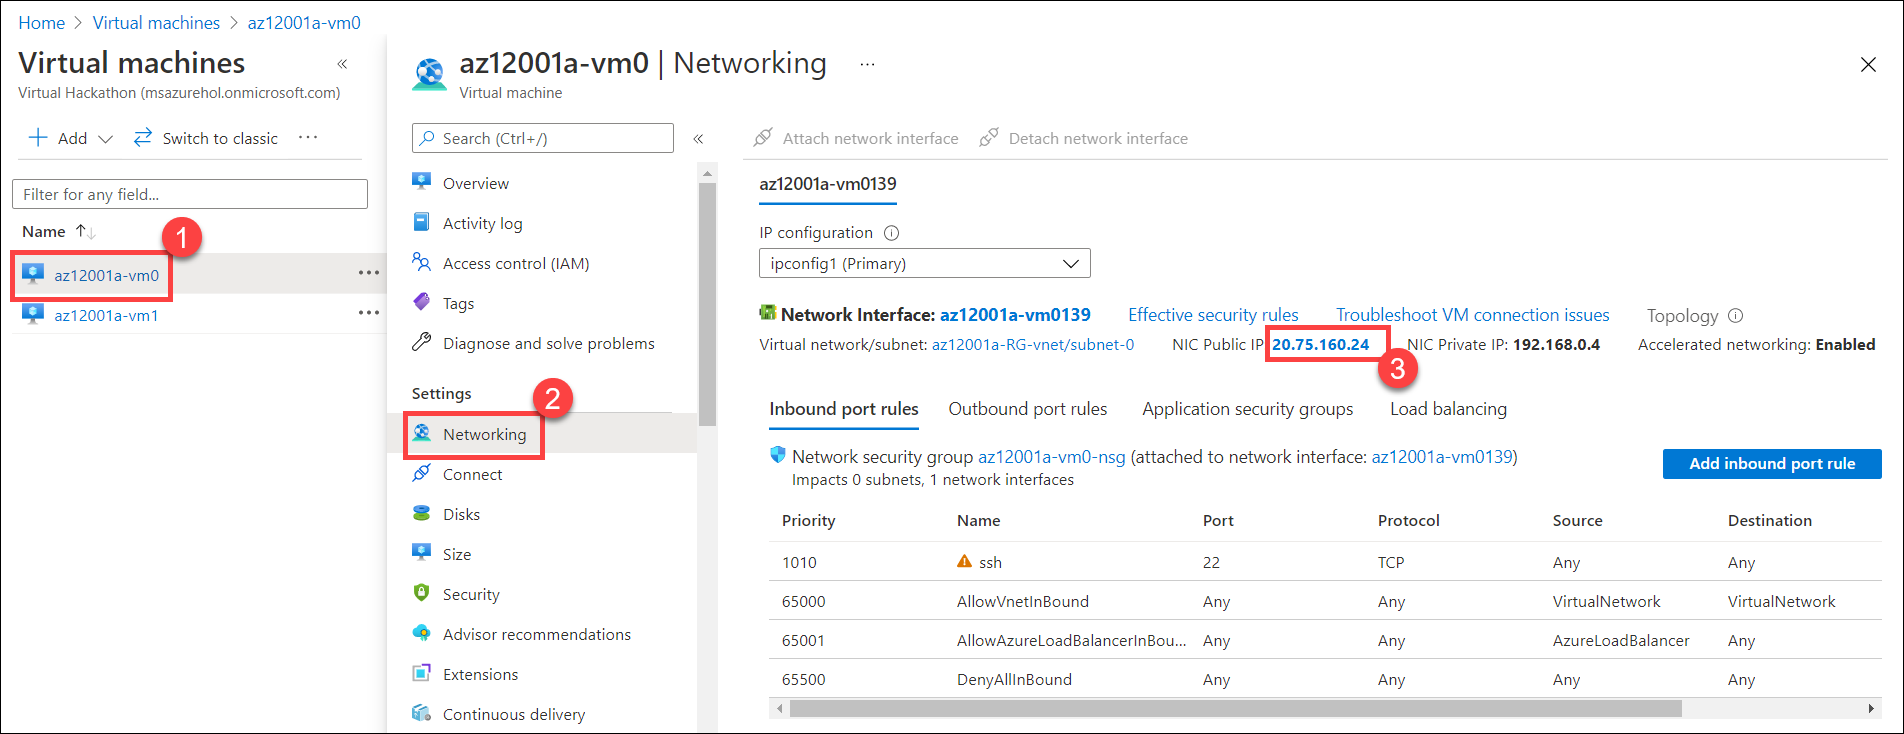 Home > Virtual machines > az12001a-vm0
Virtual machines «
Virtual Hackathon (msazurehol.onmicrosoft.com)
+ Add Switch to classic ···
Filter for any field...
Name ↑↓
1
az12001a-vm0 ···
az12001a-vm1 ···
az12001a-vm0 | Networking ···
Virtual machine
Search (Ctrl+/) «
Overview
Activity log
Access control (IAM)
Tags
Diagnose and solve problems
Settings
2
Networking
Connect
Disks
Size
Security
Advisor recommendations
Extensions
Continuous delivery
Attach network interface Detach network interface
az12001a-vm0139
IP configuration
ipconfig1 (Primary)
Network Interface: az12001a-vm0139 Effective security rules Troubleshoot VM connection issues Topology
Virtual network/subnet: az12001a-RG-vnet/subnet-0 NIC Public IP 20.75.160.24 NIC Private IP: 192.168.0.4 Accelerated networking: Enabled
3
Inbound port rules Outbound port rules Application security groups Load balancing
Network security group az12001a-vm0-nsg (attached to network interface: az12001a-vm0139)
Impacts 0 subnets, 1 network interfaces
Add inbound port rule
Priority Name Port Protocol Source Destination
1010 ssh 22 TCP Any Any
65000 AllowVnetInBound Any Any VirtualNetwork VirtualNetwork
65001 AllowAzureLoadBalancerInBou... Any Any AzureLoadBalancer Any
65500 DenyAllInBound Any Any Any Any